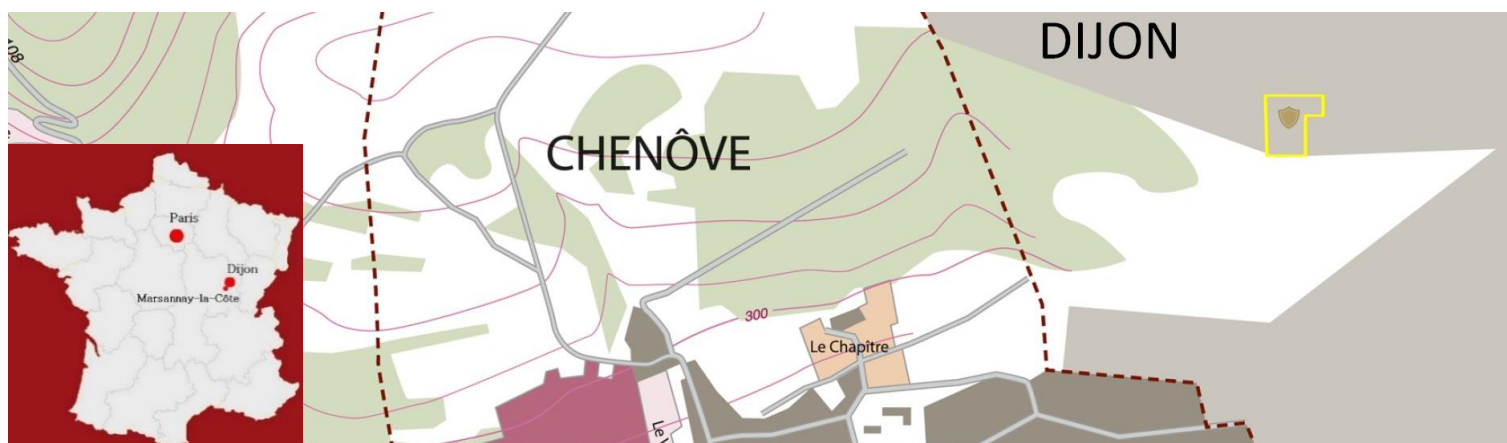 DIJON
CHENÔVE
Paris
Dijon
Marsannay-la-Côte
300
Le Chapître